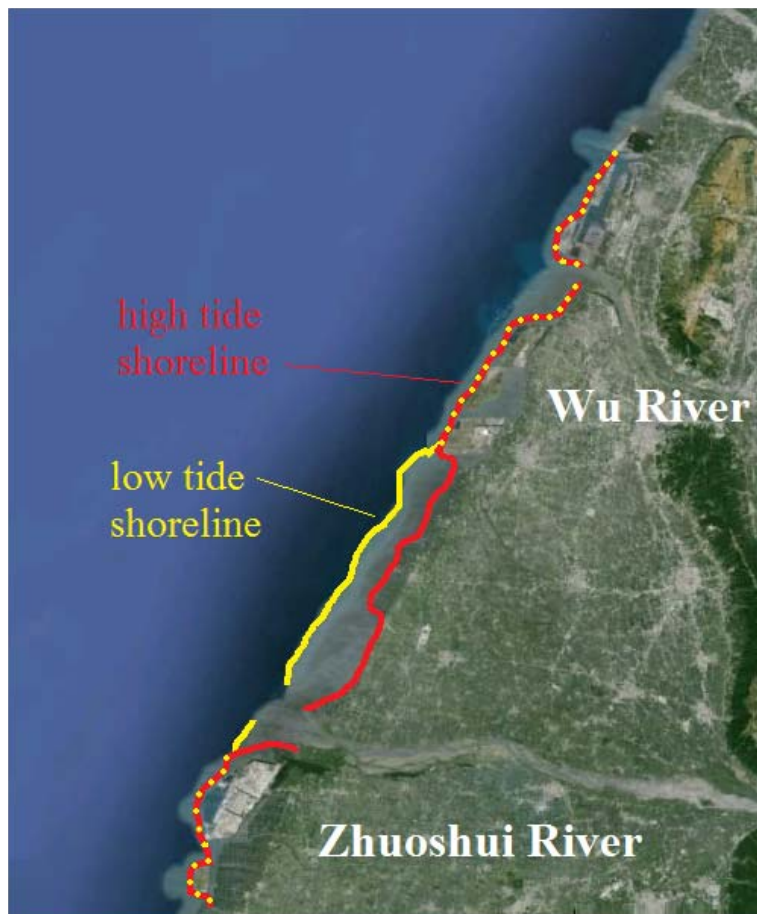 high tide
shoreline
Wu River
low tide
shoreline
Zhuoshui River